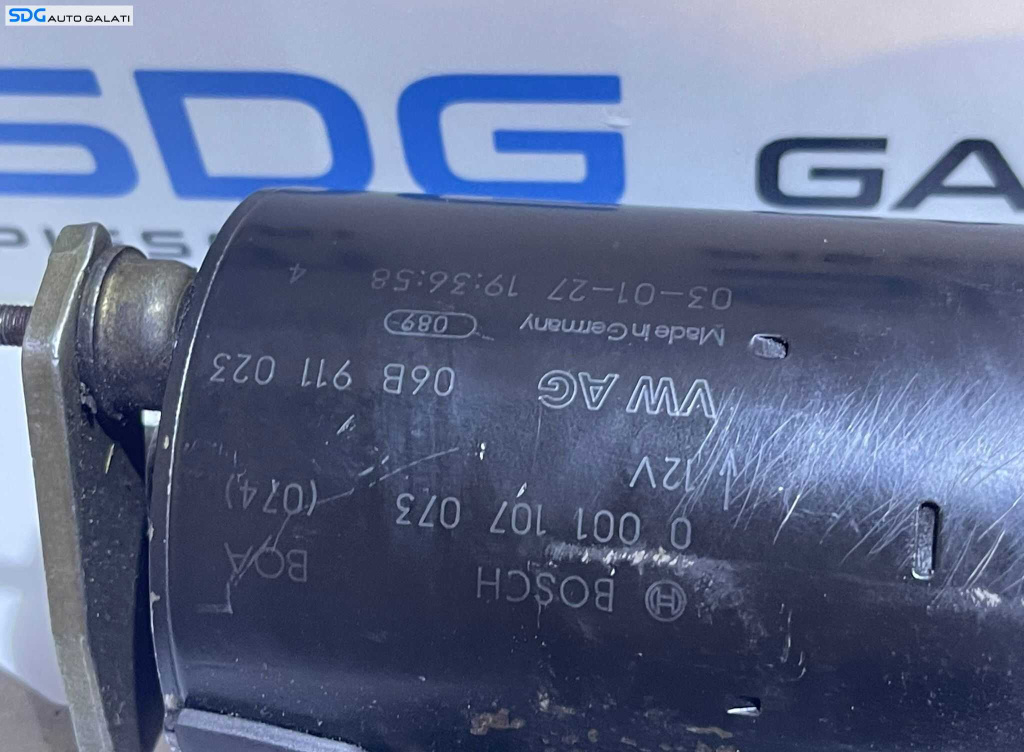 SDG AUTO GALATI
SDG GA
PIESE
BOSCH BOA
0 001 107 073 (074)
12V
VW AG 06B 911 023
Made in Germany 089
03-01-27 19:36:58 4